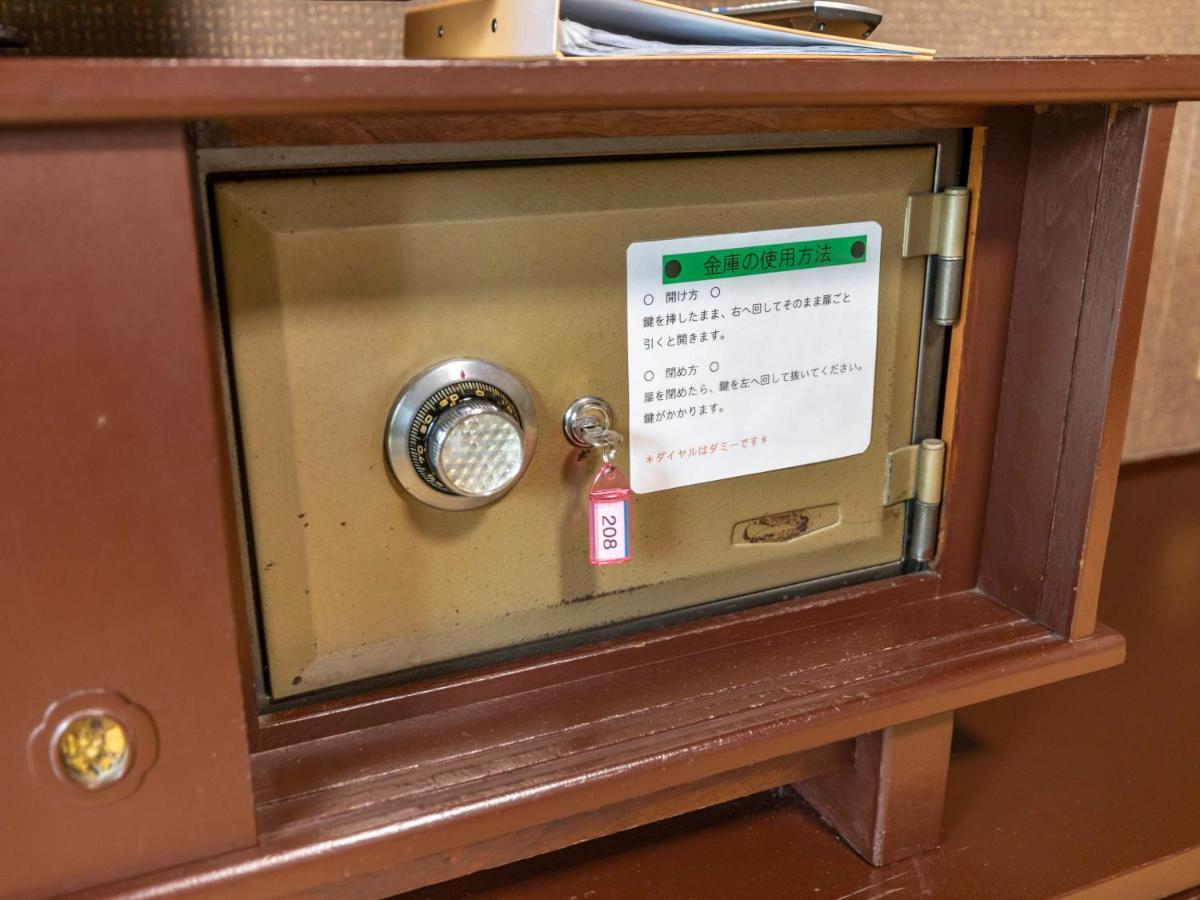 金庫の使用方法
○ 開け方 ○
鍵を挿したまま、右へ回してそのまま扉ごと
引くと開きます。
○ 閉め方 ○
扉を閉めたら、鍵を左へ回して抜いてください。
鍵がかかります。
＊ダイヤルはダミーです＊
208